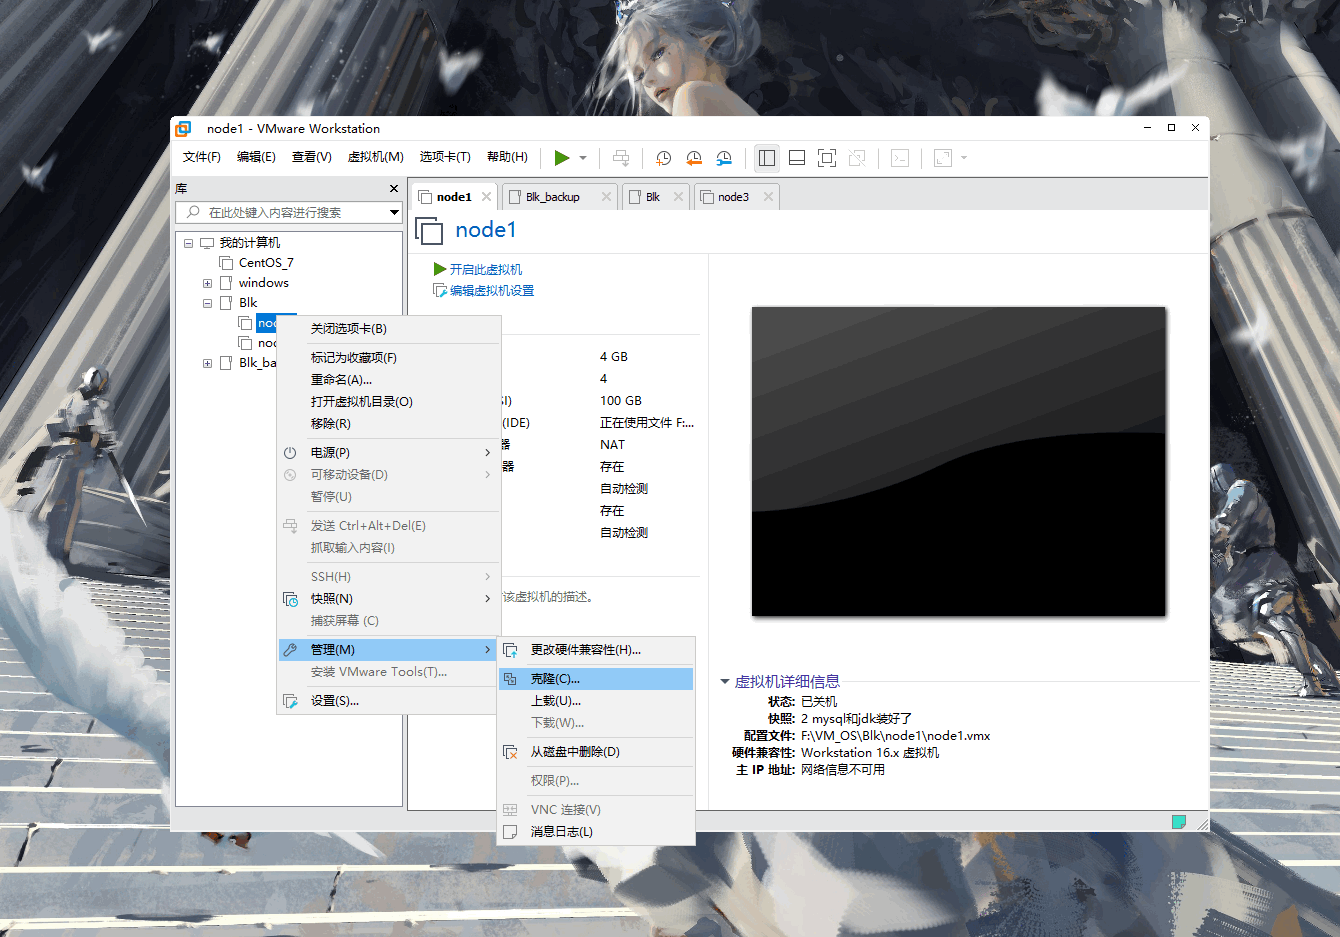 node1 - VMware Workstation
文件(F) 编辑(E) 查看(V) 虚拟机(M) 选项卡(T) 帮助(H)
库
在此处键入内容进行搜索
我的计算机
CentOS_7
windows
Blk
noc
noc
Blk_ba
node1 Blk_backup Blk node3
node1
开启此虚拟机
编辑虚拟机设置
4 GB
4
SI) 100 GB
(IDE) 正在使用文件 F:...
器 NAT
器 存在
自动检测
存在
自动检测
该虚拟机的描述。
关闭选项卡(B)
标记为收藏项(F)
重命名(A)...
打开虚拟机目录(O)
移除(R)
电源(P)
可移动设备(D)
暂停(U)
发送 Ctrl+Alt+Del(E)
抓取输入内容(I)
SSH(H)
快照(N)
捕获屏幕 (C)
管理(M)
安装 VMware Tools(T)...
设置(S)...
更改硬件兼容性(H)...
克隆(C)...
上载(U)...
下载(W)...
从磁盘中删除(D)
权限(P)...
VNC 连接(V)
消息日志(L)
虚拟机详细信息
状态: 已关机
快照: 2 mysql和jdk装好了
配置文件: F:\VM_OS\Blk\node1\node1.vmx
硬件兼容性: Workstation 16.x 虚拟机
主 IP 地址: 网络信息不可用